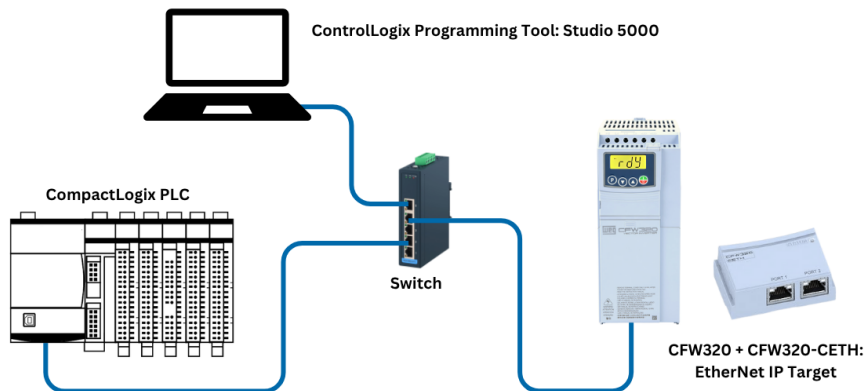 ControlLogix Programming Tool: Studio 5000
CompactLogix PLC
Switch
rdy
P
CFW320
PORT 1
PORT 2
CFW320 + CFW320-CETH:
EtherNet IP Target